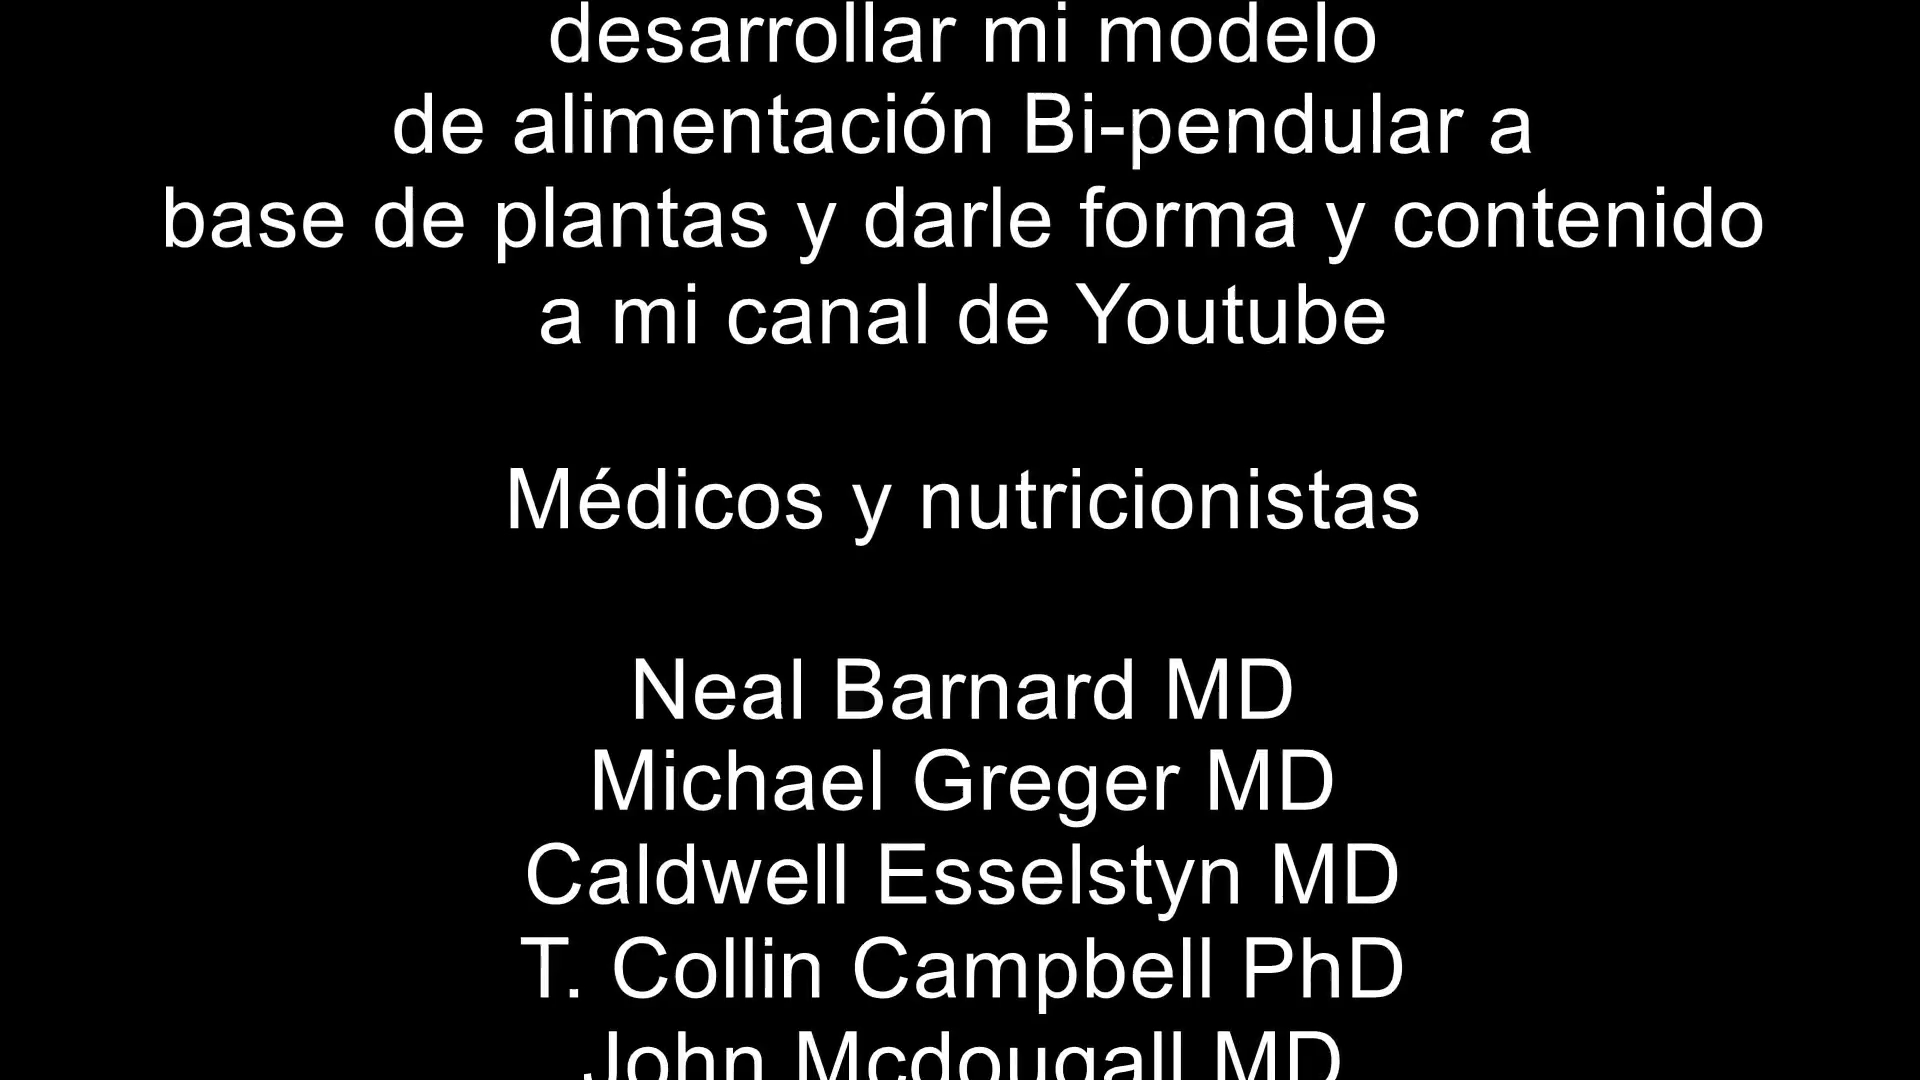 desarrollar mi modelo
de alimentación Bi-pendular a
base de plantas y darle forma y contenido
a mi canal de Youtube
Médicos y nutricionistas
Neal Barnard MD
Michael Greger MD
Caldwell Esselstyn MD
T. Collin Campbell PhD
John Mcdougall MD